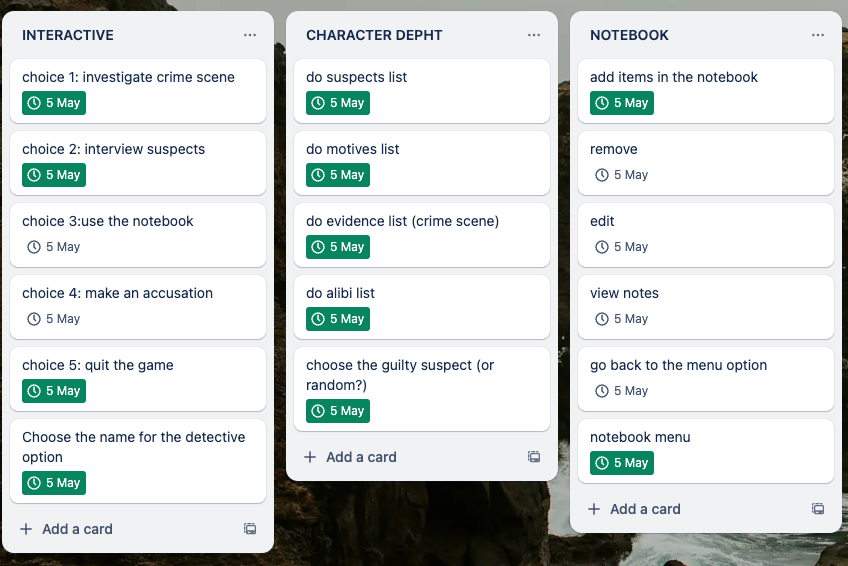 INTERACTIVE
choice 1: investigate crime scene
5 May
choice 2: interview suspects
5 May
choice 3:use the notebook
5 May
choice 4: make an accusation
5 May
choice 5: quit the game
5 May
Choose the name for the detective
option
5 May
Add a card
CHARACTER DEPHT
do suspects list
5 May
do motives list
5 May
do evidence list (crime scene)
5 May
do alibi list
5 May
choose the guilty suspect (or
random?)
5 May
Add a card
NOTEBOOK
add items in the notebook
5 May
remove
5 May
edit
5 May
view notes
5 May
go back to the menu option
5 May
notebook menu
5 May
Add a card